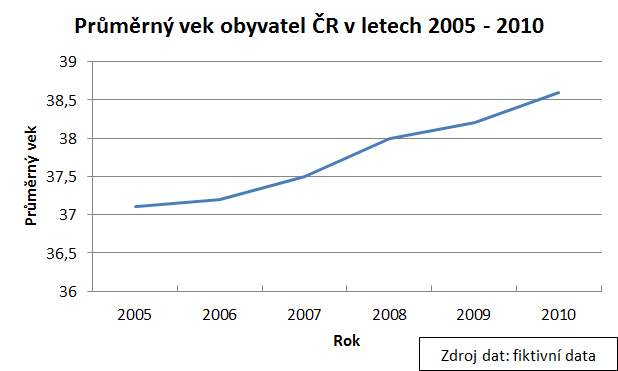 Průměrný vek obyvatel ČR v letech 2005 - 2010
39
38,5
38
37,5
37
36,5
36
Průměrný vek
2005 2006 2007 2008 2009 2010
Rok
Zdroj dat: fiktivní data